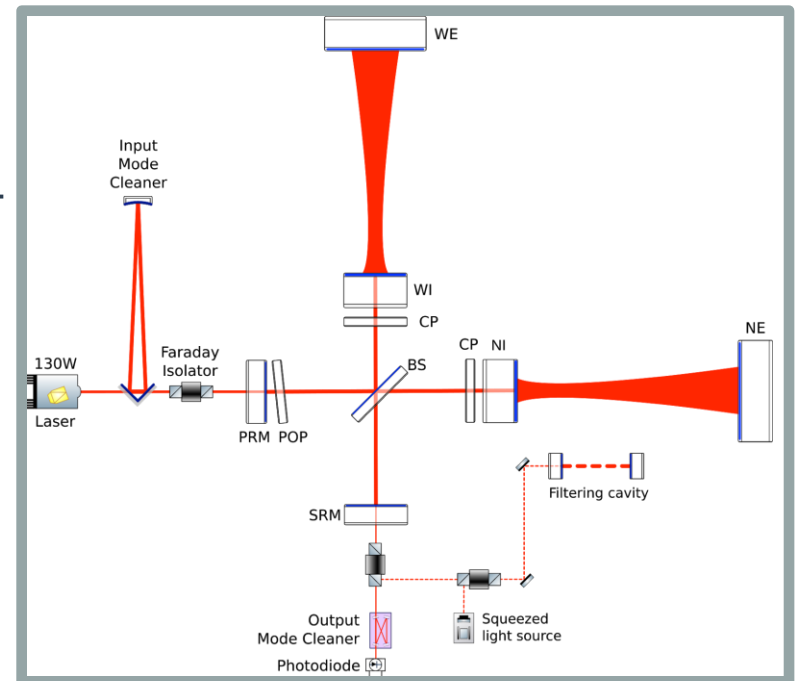 WE
Input
Mode
Cleaner
WI
CP
Faraday
Isolator
130W
Laser
PRM
POP
BS
CP
NI
NE
Filtering cavity
SRM
Squeezed
light source
Output
Mode Cleaner
Photodiode